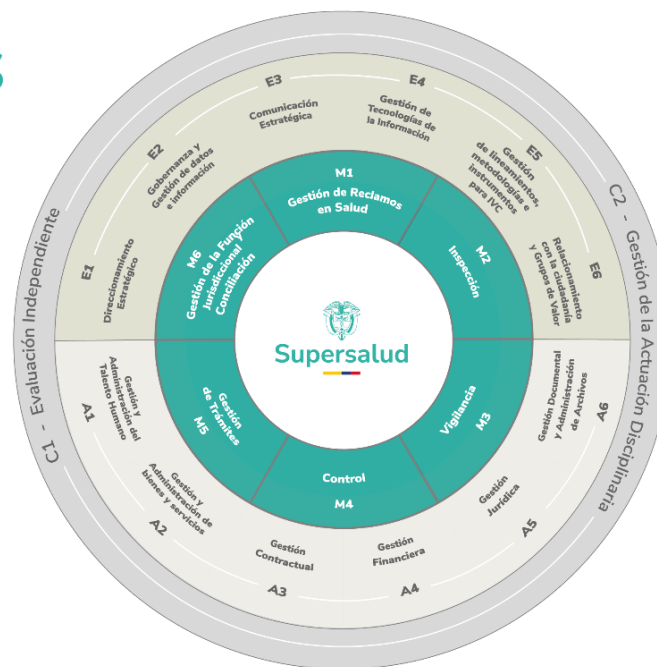 S
E1
Direccionamiento
Estratégico
E2
Gobernanza y
Gestión de datos
e información
E3
Comunicación
Estratégica
E4
Gestión de
Tecnologías de
la Información
E5
Gestión
de lineamientos,
metodologías e
instrumentos
para IVC
E6
Relacionamiento
con la ciudadanía
y Grupos de Valor
M1
Gestión de Reclamos
en Salud
M2
Inspección
Vigilancia
M3
Control
M4
Gestión
de Trámites
M5
M6
Gestión de la Función
Jurisdiccional y
Conciliación
Supersalud
Gestión y
Administración del
Talento Humano
A1
Gestión y
Administración de
bienes y servicios
A2
Gestión
Contractual
A3
Gestión
Financiera
A4
Gestión
Jurídica
A5
Gestión Documental
y Administración
de Archivos
A6
C1 - Evaluación Independiente
C2 - Gestión de la Actuación Disciplinaria